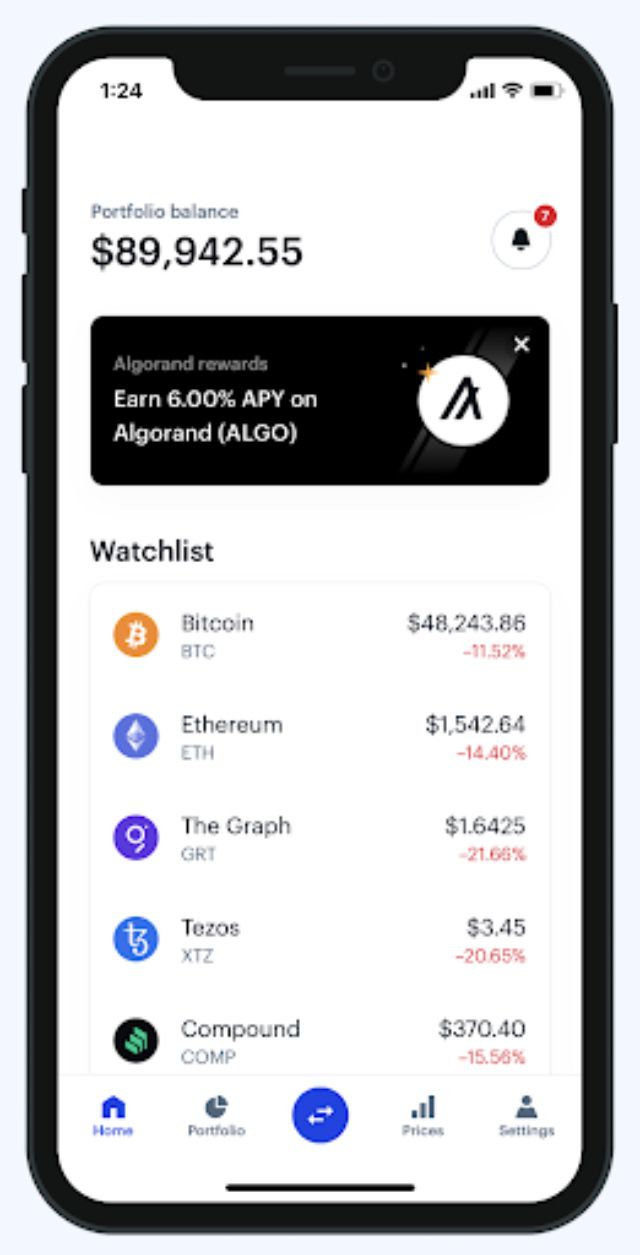 1:24
Portfolio balance
$89,942.55
7
Algorand rewards
Earn 6.00% APY on
Algorand (ALGO)
Watchlist
Bitcoin $48,243.86
BTC -11.52%
Ethereum $1,542.64
ETH -14.40%
The Graph $1.6425
GRT -21.66%
Tezos $3.45
XTZ -20.65%
Compound $370.40
COMP -15.56%
Home Portfolio Prices Settings